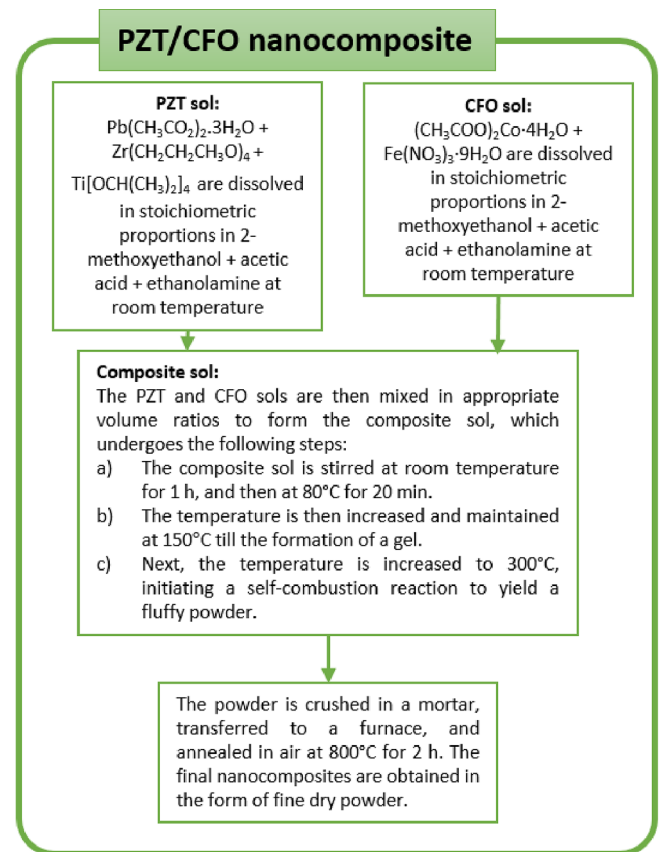 PZT/CFO nanocomposite
PZT sol:
Pb(CH₃CO₂)₂.3H₂O +
Zr(CH₂CH₂CH₃O)₄ +
Ti[OCH(CH₃)₂]₄ are dissolved
in stoichiometric
proportions in 2-
methoxyethanol + acetic
acid + ethanolamine at
room temperature
CFO sol:
(CH₃COO)₂Co·4H₂O +
Fe(NO₃)₃·9H₂O are dissolved
in stoichiometric
proportions in 2-
methoxyethanol + acetic
acid + ethanolamine at
room temperature
Composite sol:
The PZT and CFO sols are then mixed in appropriate
volume ratios to form the composite sol, which
undergoes the following steps:
a) The composite sol is stirred at room temperature
for 1 h, and then at 80°C for 20 min.
b) The temperature is then increased and maintained
at 150°C till the formation of a gel.
c) Next, the temperature is increased to 300°C,
initiating a self-combustion reaction to yield a
fluffy powder.
The powder is crushed in a mortar,
transferred to a furnace, and
annealed in air at 800°C for 2 h. The
final nanocomposites are obtained in
the form of fine dry powder.